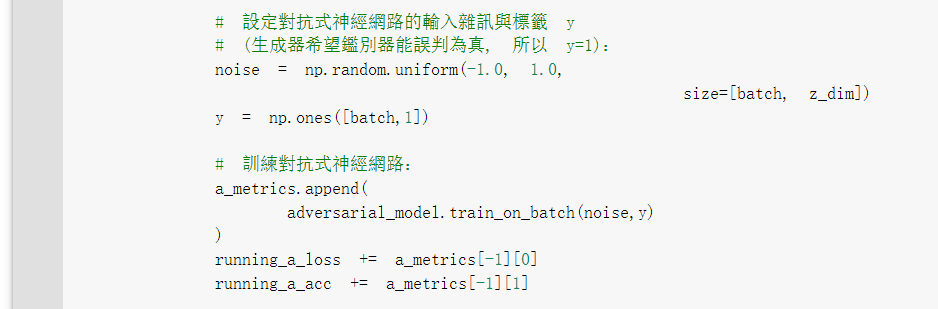 # 設定對抗式神經網路的輸入雜訊與標籤 y
# (生成器希望鑑別器能誤判為真, 所以 y=1):
noise = np.random.uniform(-1.0, 1.0,
size=[batch, z_dim])
y = np.ones([batch,1])
# 訓練對抗式神經網路:
a_metrics.append(
adversarial_model.train_on_batch(noise,y)
)
running_a_loss += a_metrics[-1][0]
running_a_acc += a_metrics[-1][1]